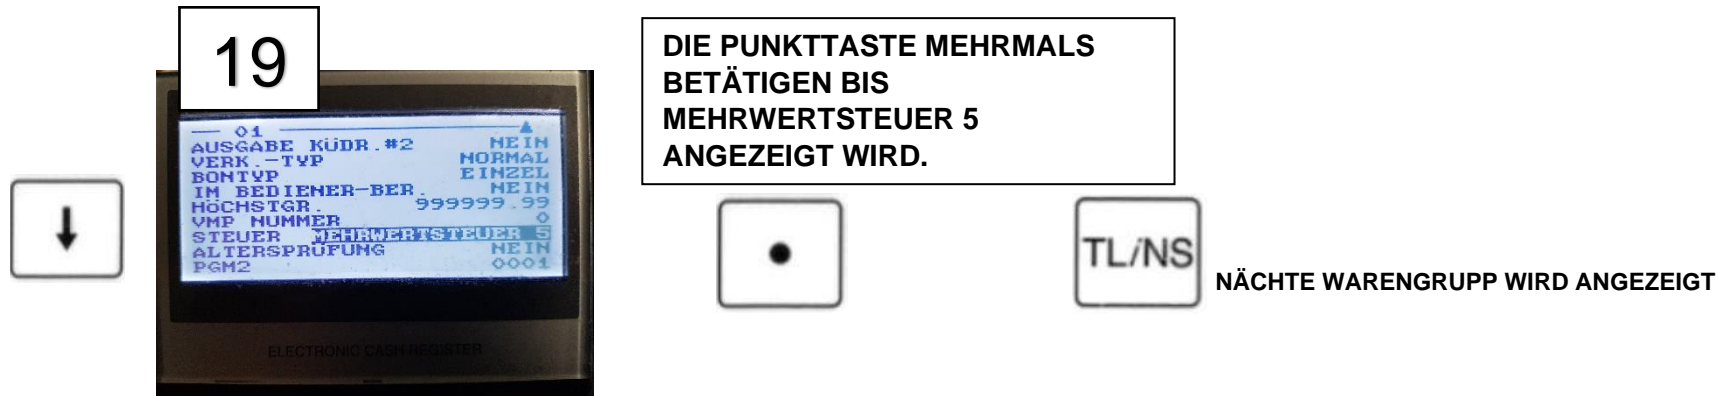 19
DIE PUNKTTASTE MEHRMALS
BETÄTIGEN BIS
MEHRWERTSTEUER 5
ANGEZEIGT WIRD.
01
AUSGABE KÜDR.#2 NEIN
VERK.-TYP NORMAL
BONTYP EINZEL
IM BEDIENER-BER. NEIN
HöCHSTGR. 999999.99
VMP NUMMER 0
STEUER MEHRWERTSTEUER 5
ALTERSPRÜFUNG NEIN
PGM2 0001
ELECTRONIC CASH REGISTER
TL/NS
NÄCHTE WARENGRUPP WIRD ANGEZEIGT